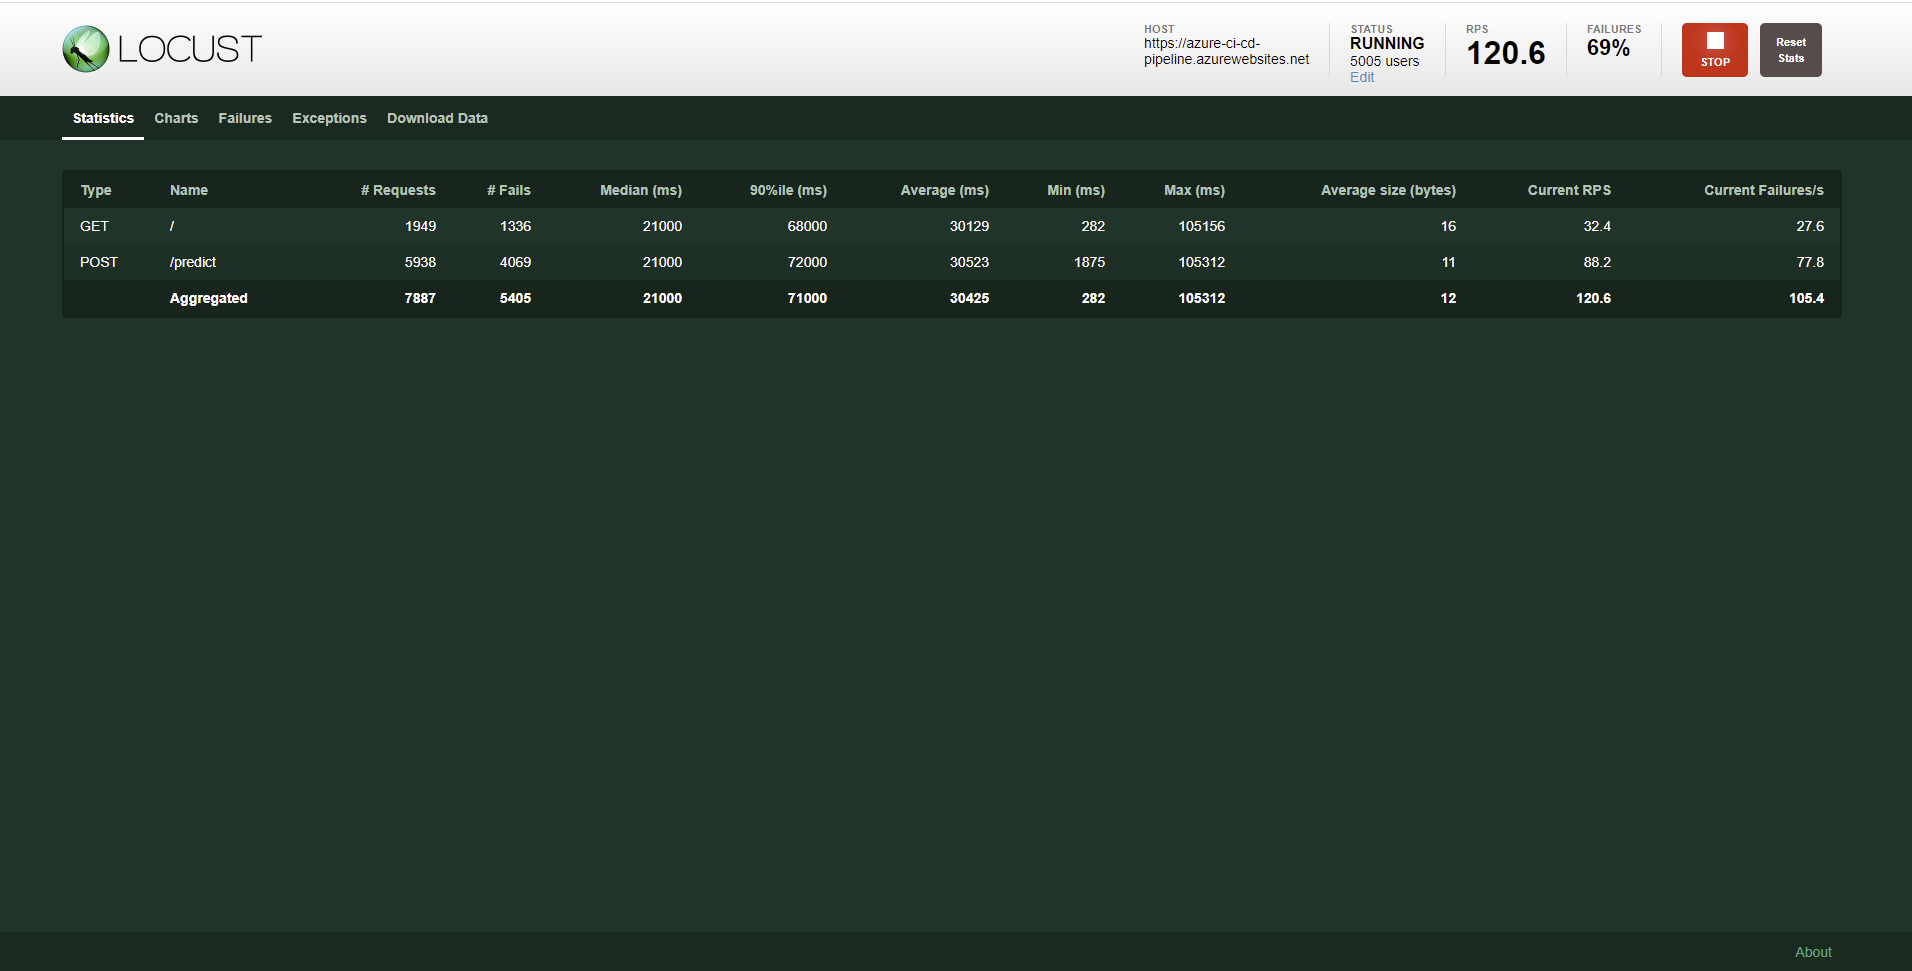 LOCUST
HOST
https://azure-ci-cd-
pipeline.azurewebsites.net
STATUS
RUNNING
5005 users
Edit
RPS
120.6
FAILURES
69%
STOP
Reset
Stats
Statistics Charts Failures Exceptions Download Data
Type Name # Requests # Fails Median (ms) 90%ile (ms) Average (ms) Min (ms) Max (ms) Average size (bytes) Current RPS Current Failures/s
GET / 1949 1336 21000 68000 30129 282 105156 16 32.4 27.6
POST /predict 5938 4069 21000 72000 30523 1875 105312 11 88.2 77.8
Aggregated 7887 5405 21000 71000 30425 282 105312 12 120.6 105.4
About